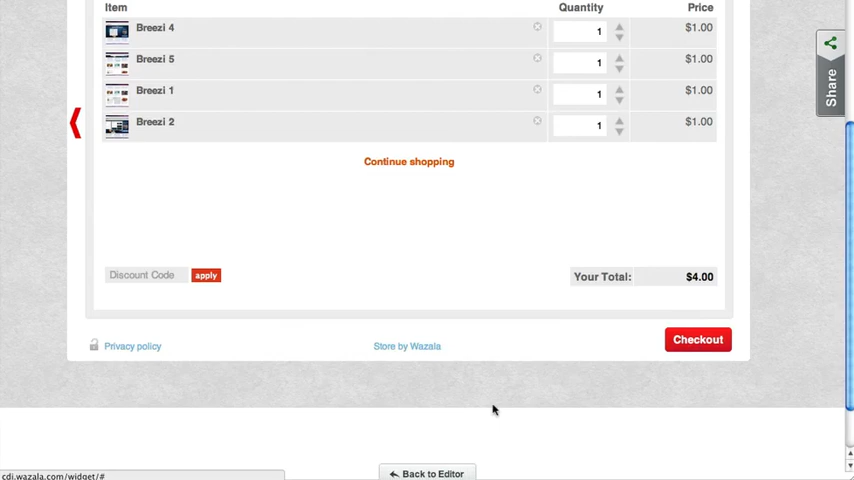 Item Quantity Price
Breezi 4 1 $1.00
Breezi 5 1 $1.00
Breezi 1 1 $1.00
Breezi 2 1 $1.00
Continue shopping
Discount Code apply Your Total: $4.00
Privacy policy Store by Wazala Checkout
Share
Back to Editor
cdi.wazala.com/widget/#